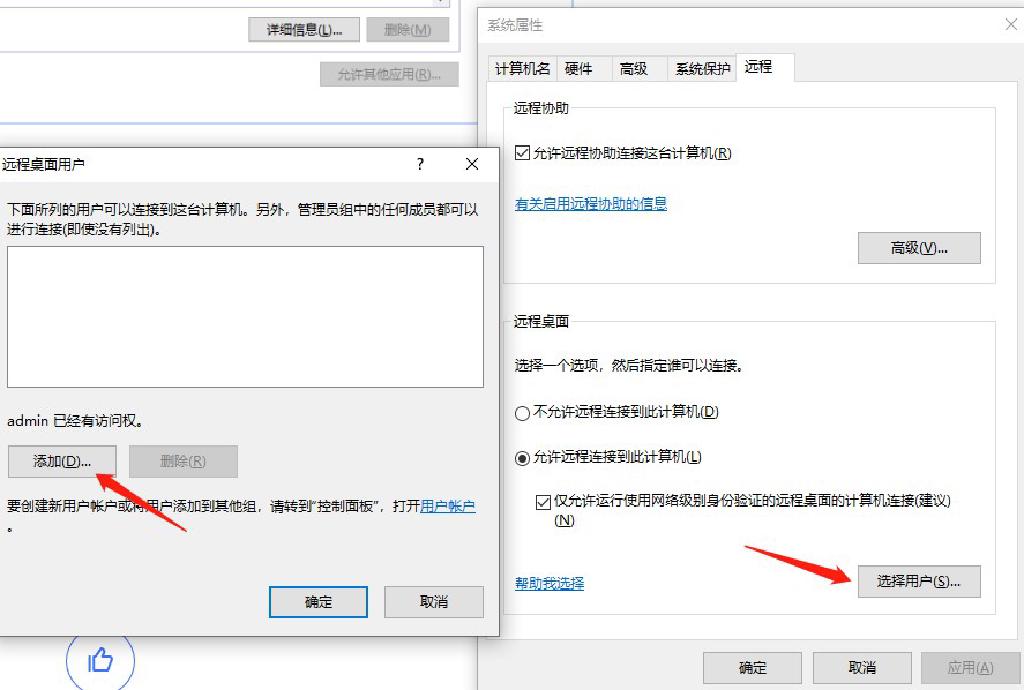 详细信息(L)...
删除(M)
允许其他应用(R)...
远程桌面用户
?
下面所列的用户可以连接到这台计算机。另外，管理员组中的任何成员都可以
进行连接(即使没有列出)。
admin 已经有访问权。
添加(D)...
删除(R)
要创建新用户帐户或将用户添加到其他组，请转到"控制面板"，打开用户帐户
。
确定
取消
系统属性
计算机名
硬件
高级
系统保护
远程
远程协助
允许远程协助连接这台计算机(R)
有关启用远程协助的信息
高级(V)...
远程桌面
选择一个选项，然后指定谁可以连接。
不允许远程连接到此计算机(D)
允许远程连接到此计算机(L)
仅允许运行使用网络级别身份验证的远程桌面的计算机连接(建议)
(N)
帮助我选择
选择用户(S)...
确定
取消
应用(A)